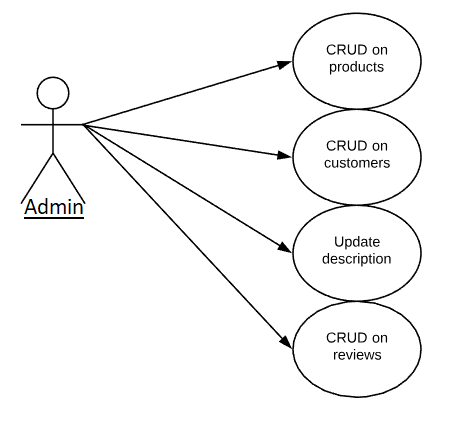 CRUD on
products
CRUD on
customers
Admin
Update
description
CRUD on
reviews